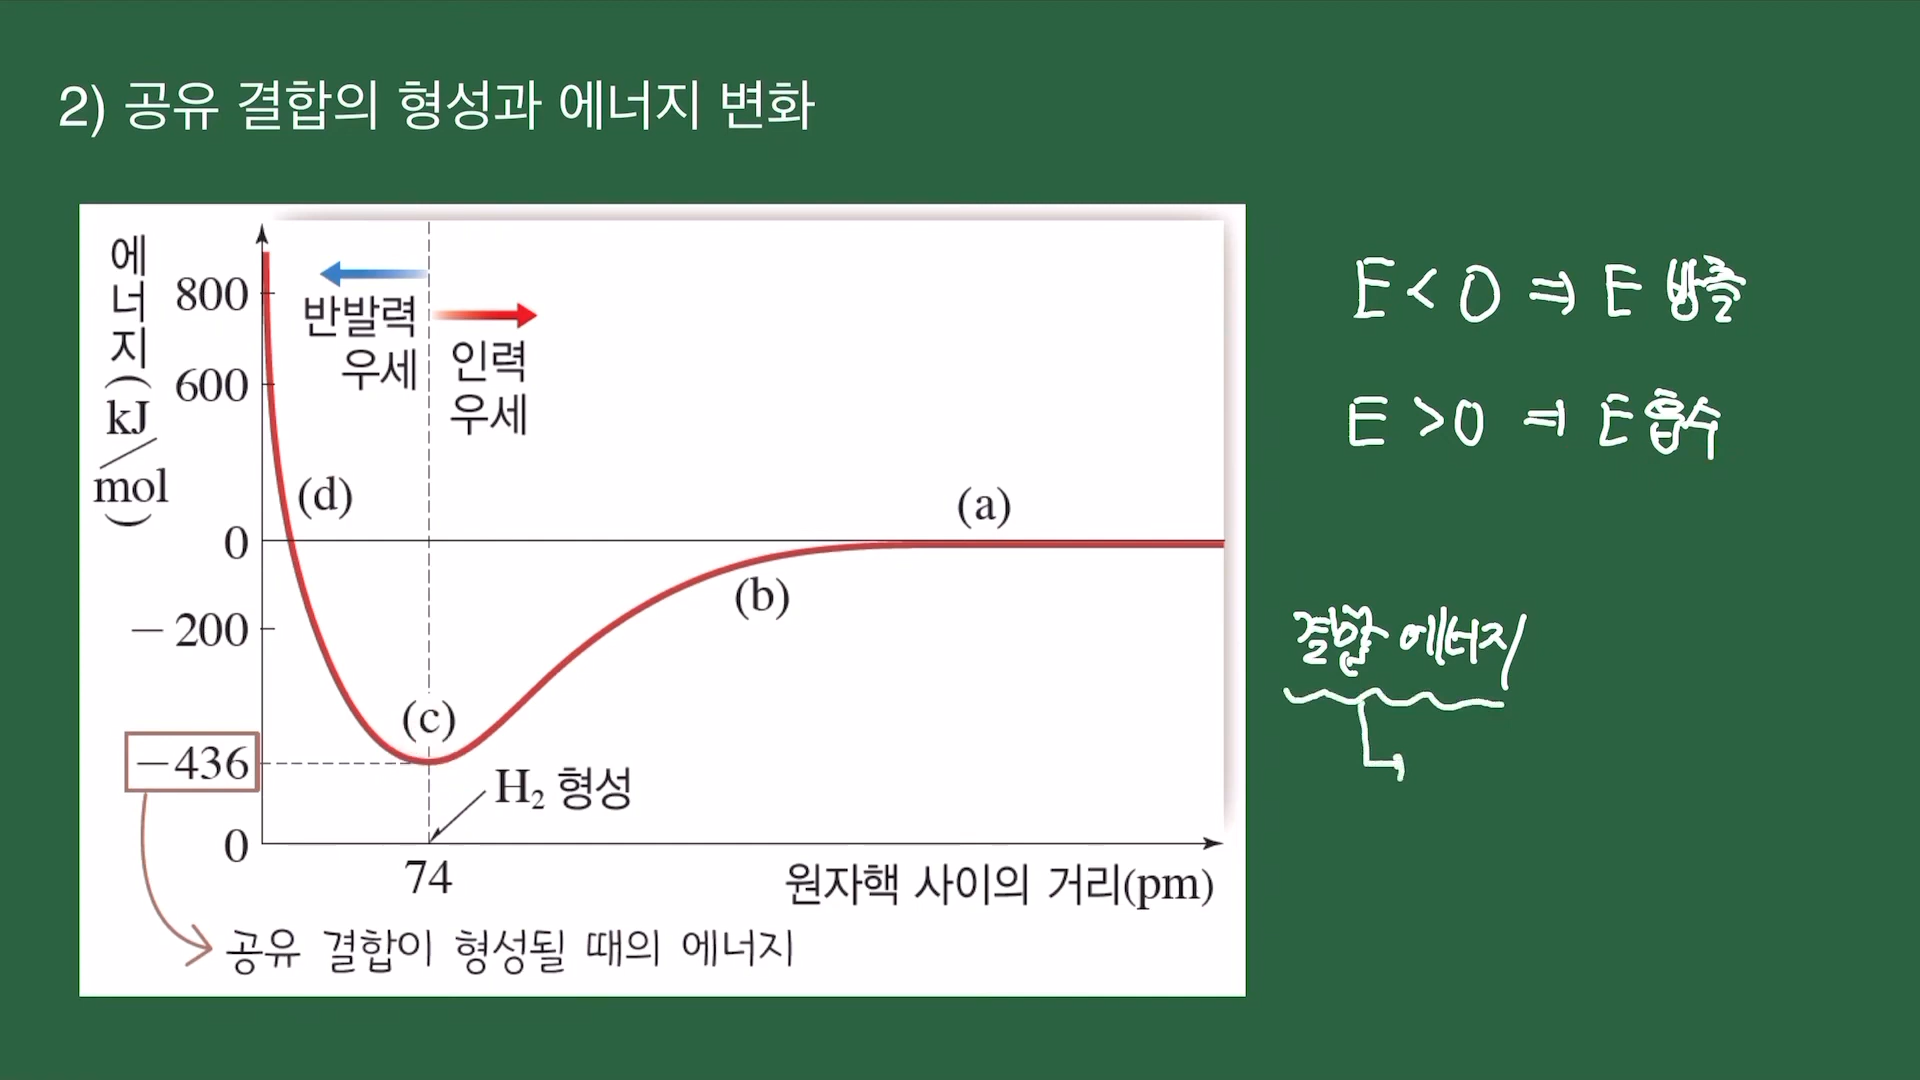 2) 공유 결합의 형성과 에너지 변화
에너지(kJ/mol)
800
600
0
－200
－436
0
반발력
우세
인력
우세
(d)
(a)
(b)
(c)
H₂ 형성
74
원자핵 사이의 거리(pm)
공유 결합이 형성될 때의 에너지
E < 0 ⇒ E 방출
E > 0 ⇒ E 흡수
결합 에너지